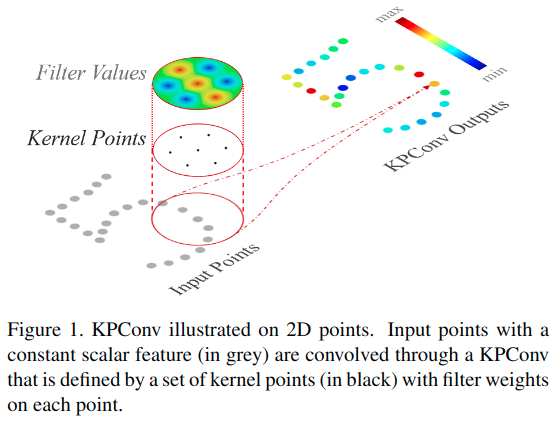 max
Filter Values
min
Kernel Points
KPConv Outputs
Input Points
Figure 1. KPConv illustrated on 2D points. Input points with a
constant scalar feature (in grey) are convolved through a KPConv
that is defined by a set of kernel points (in black) with filter weights
on each point.